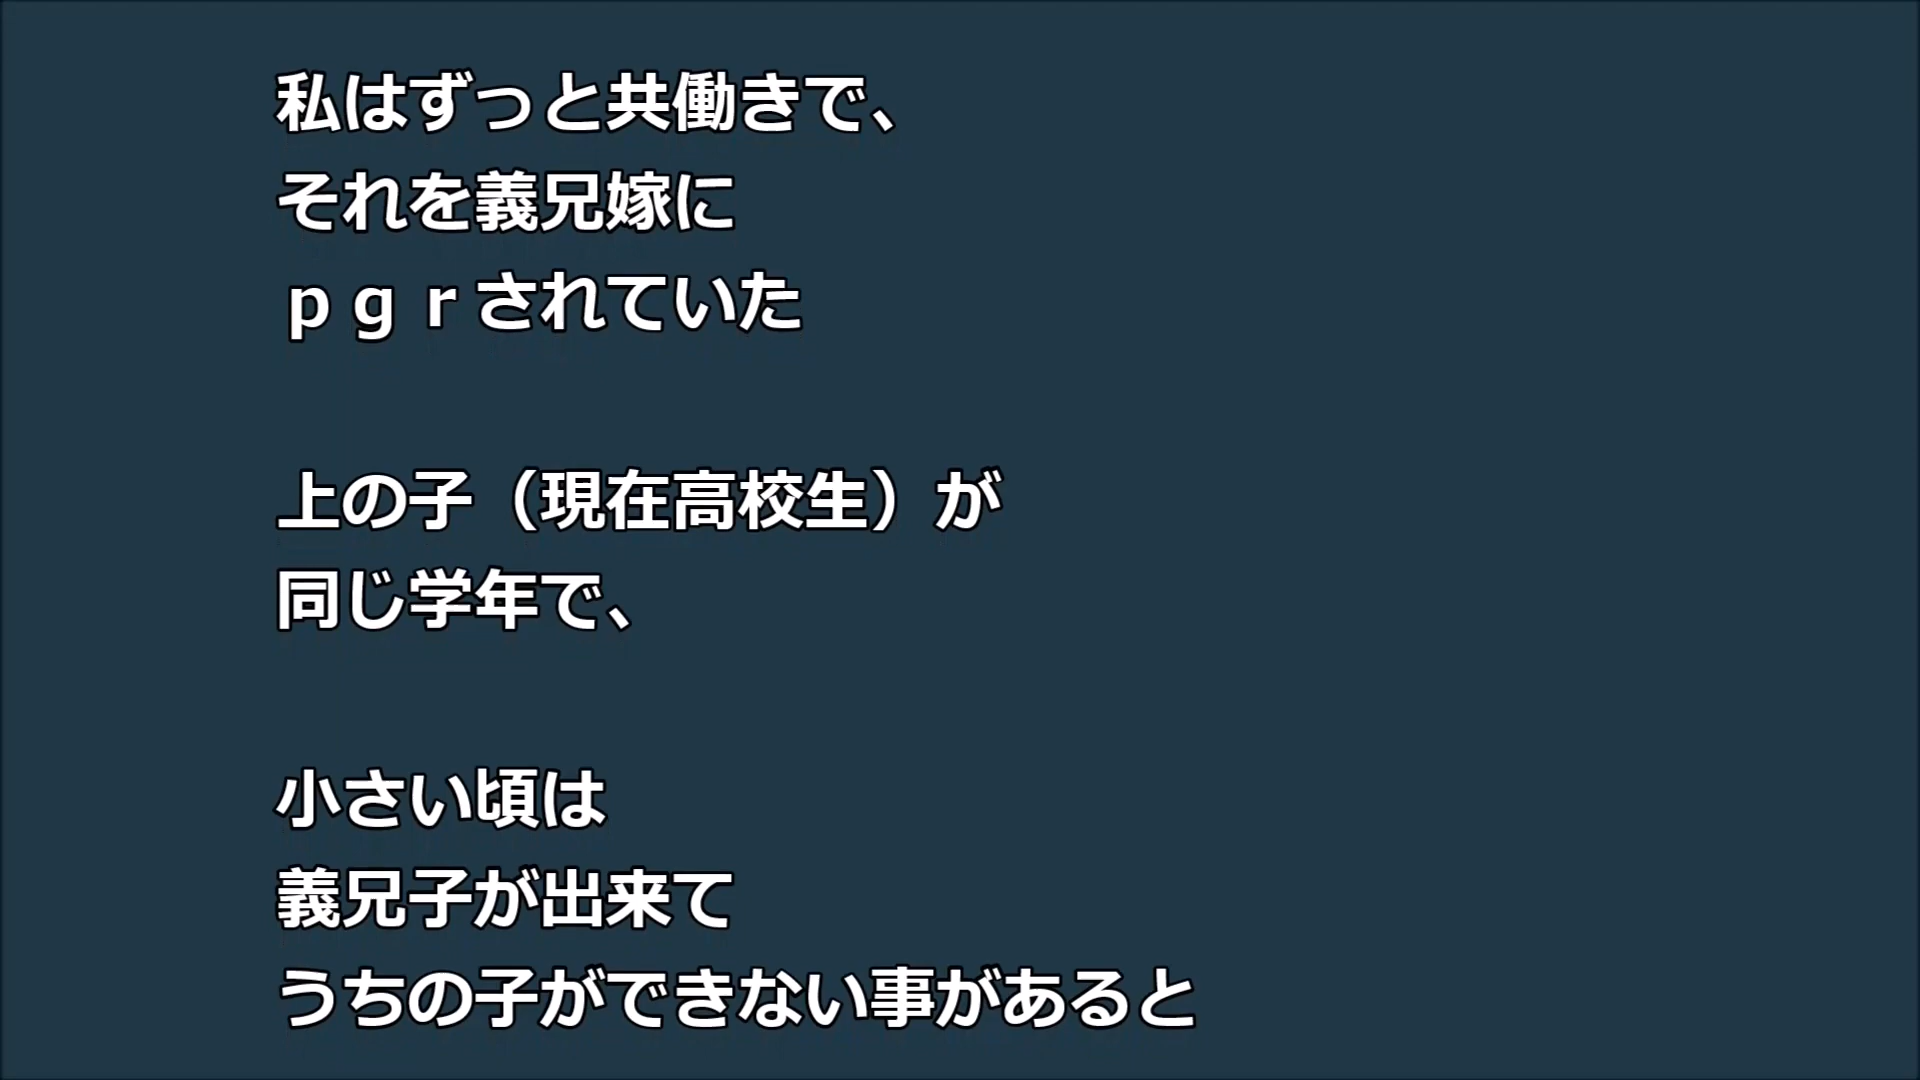 私はずっと共働きで、
それを義兄嫁に
ｐｇｒされていた
上の子（現在高校生）が
同じ学年で、
小さい頃は
義兄子が出来て
うちの子ができない事があると